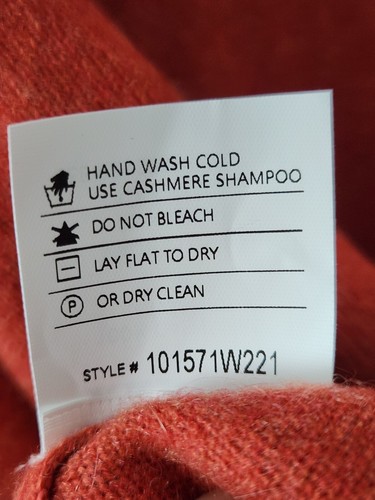 HAND WASH COLD
USE CASHMERE SHAMPOO
DO NOT BLEACH
LAY FLAT TO DRY
P OR DRY CLEAN
STYLE # 101571W221